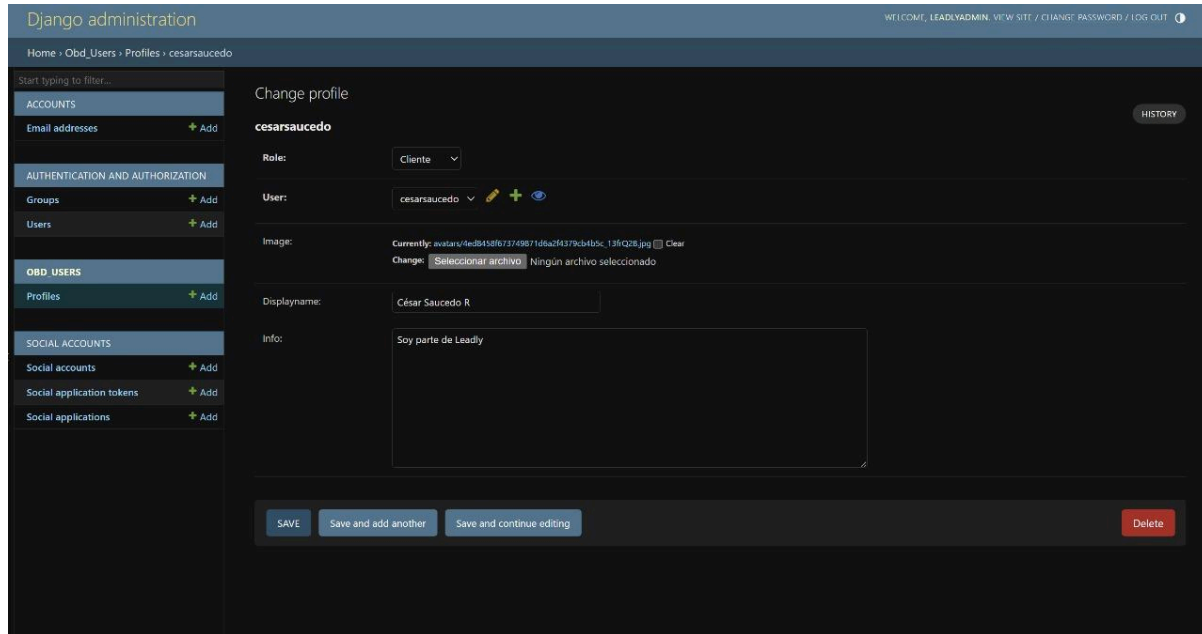 Django administration
WELCOME, LEADLYADMIN. VIEW SITE / CHANGE PASSWORD / LOG OUT
Home › Obd_Users › Profiles › cesarsaucedo
Start typing to filter...
ACCOUNTS
Email addresses + Add
AUTHENTICATION AND AUTHORIZATION
Groups + Add
Users + Add
OBD_USERS
Profiles + Add
SOCIAL ACCOUNTS
Social accounts + Add
Social application tokens + Add
Social applications + Add
Change profile
HISTORY
cesarsaucedo
Role: Cliente
User: cesarsaucedo
Image: Currently: avatars/4ed8458f673749871d6a2f4379cb4b5c_13frQ28.jpg Clear
Change: Seleccionar archivo Ningún archivo seleccionado
Displayname: César Saucedo R
Info: Soy parte de Leadly
SAVE Save and add another Save and continue editing Delete